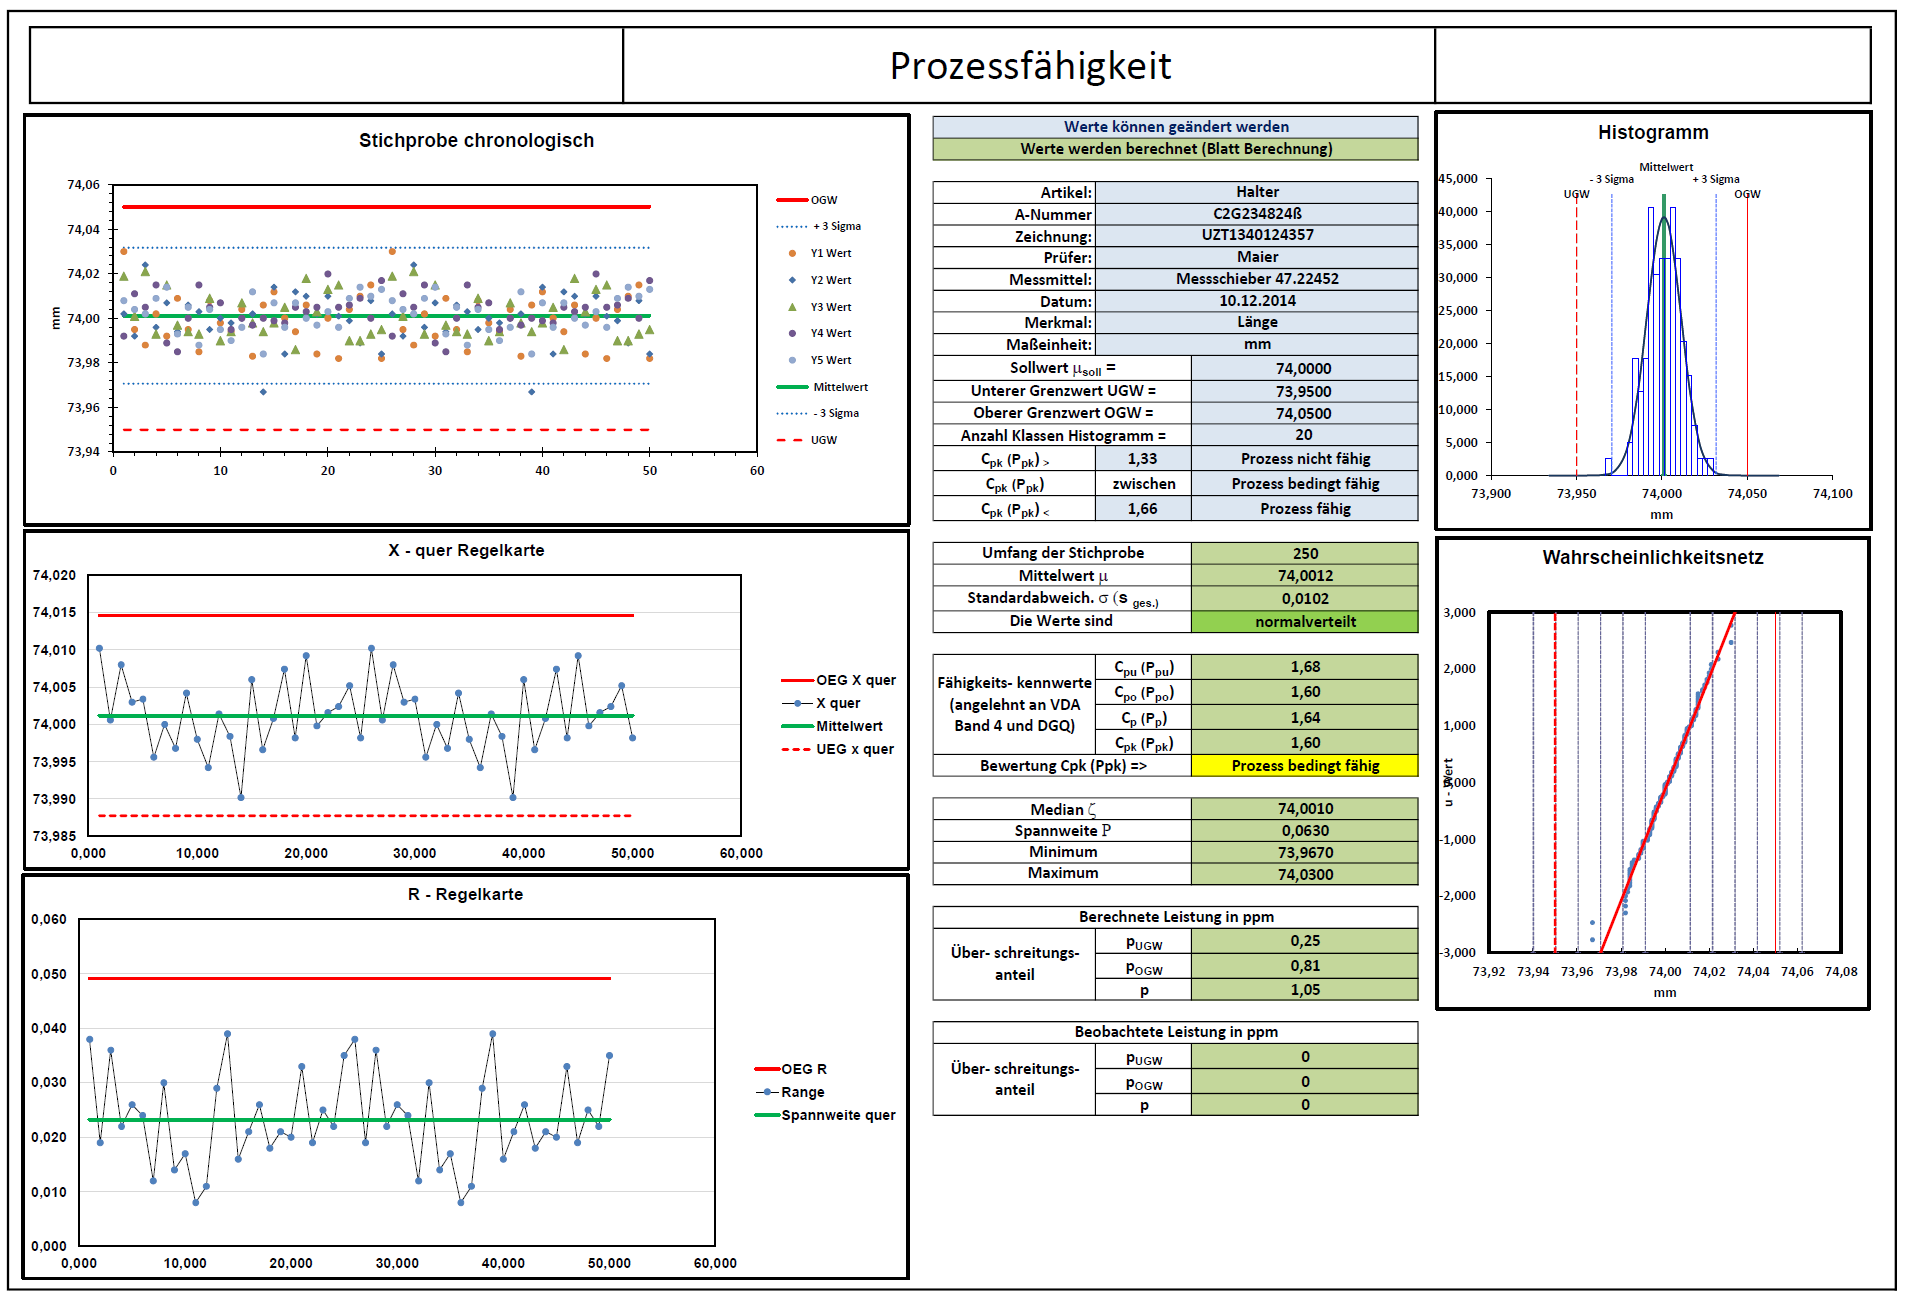 Prozessfähigkeit
Stichprobe chronologisch
74,06
74,04
74,02
74,00
73,98
73,96
73,94
mm
0 10 20 30 40 50 60
OGW
+ 3 Sigma
Y1 Wert
Y2 Wert
Y3 Wert
Y4 Wert
Y5 Wert
Mittelwert
- 3 Sigma
UGW
X - quer Regelkarte
74,020
74,015
74,010
74,005
74,000
73,995
73,990
73,985
0,000 10,000 20,000 30,000 40,000 50,000 60,000
OEG X quer
X quer
Mittelwert
UEG x quer
R - Regelkarte
0,060
0,050
0,040
0,030
0,020
0,010
0,000
0,000 10,000 20,000 30,000 40,000 50,000 60,000
OEG R
Range
Spannweite quer
Werte können geändert werden
Werte werden berechnet (Blatt Berechnung)
Artikel: Halter
A-Nummer C2G234824ß
Zeichnung: UZT1340124357
Prüfer: Maier
Messmittel: Messschieber 47.22452
Datum: 10.12.2014
Merkmal: Länge
Maßeinheit: mm
Sollwert μsoll = 74,0000
Unterer Grenzwert UGW = 73,9500
Oberer Grenzwert OGW = 74,0500
Anzahl Klassen Histogramm = 20
Cpk (Ppk) > 1,33 Prozess nicht fähig
Cpk (Ppk) zwischen Prozess bedingt fähig
Cpk (Ppk) < 1,66 Prozess fähig
Umfang der Stichprobe 250
Mittelwert μ 74,0012
Standardabweich. σ (s ges.) 0,0102
Die Werte sind normalverteilt
Fähigkeits- kennwerte
(angelehnt an VDA
Band 4 und DGQ)
Cpu (Ppu) 1,68
Cpo (Ppo) 1,60
Cp (Pp) 1,64
Cpk (Ppk) 1,60
Bewertung Cpk (Ppk) => Prozess bedingt fähig
Median ζ 74,0010
Spannweite Ρ 0,0630
Minimum 73,9670
Maximum 74,0300
Berechnete Leistung in ppm
Über- schreitungs-
anteil
pUGW 0,25
pOGW 0,81
p 1,05
Beobachtete Leistung in ppm
Über- schreitungs-
anteil
pUGW 0
pOGW 0
p 0
Histogramm
Mittelwert
- 3 Sigma + 3 Sigma
UGW OGW
45,000
40,000
35,000
30,000
25,000
20,000
15,000
10,000
5,000
0,000
73,900 73,950 74,000 74,050 74,100
mm
Wahrscheinlichkeitsnetz
3,000
2,000
1,000
0,000
-1,000
-2,000
-3,000
u - Wert
73,92 73,94 73,96 73,98 74,00 74,02 74,04 74,06 74,08
mm